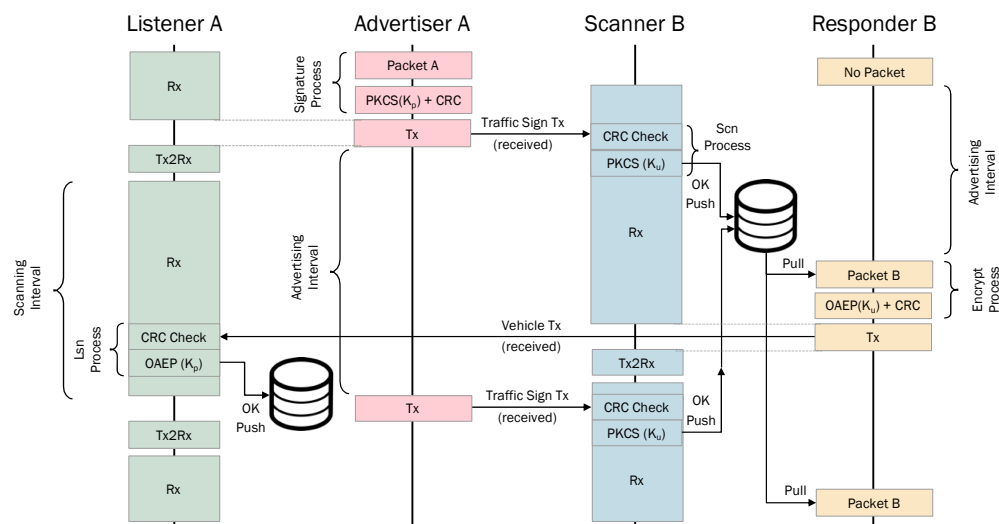 Listener A
Advertiser A
Scanner B
Responder B
Rx
Signature
Process
Packet A
No Packet
PKCS(Kp) + CRC
Tx
Traffic Sign Tx
(received)
CRC Check
Scn
Process
Tx2Rx
PKCS (Ku)
OK
Push
Advertising
Interval
Scanning
Interval
Rx
Advertising
Interval
Rx
Pull
Packet B
Encrypt
Process
OAEP(Ku) + CRC
Lsn
Process
CRC Check
Vehicle Tx
(received)
Tx
OAEP (Kp)
Tx2Rx
OK
Push
Tx
Traffic Sign Tx
(received)
CRC Check
OK
Push
Tx2Rx
PKCS (Ku)
Rx
Rx
Pull
Packet B